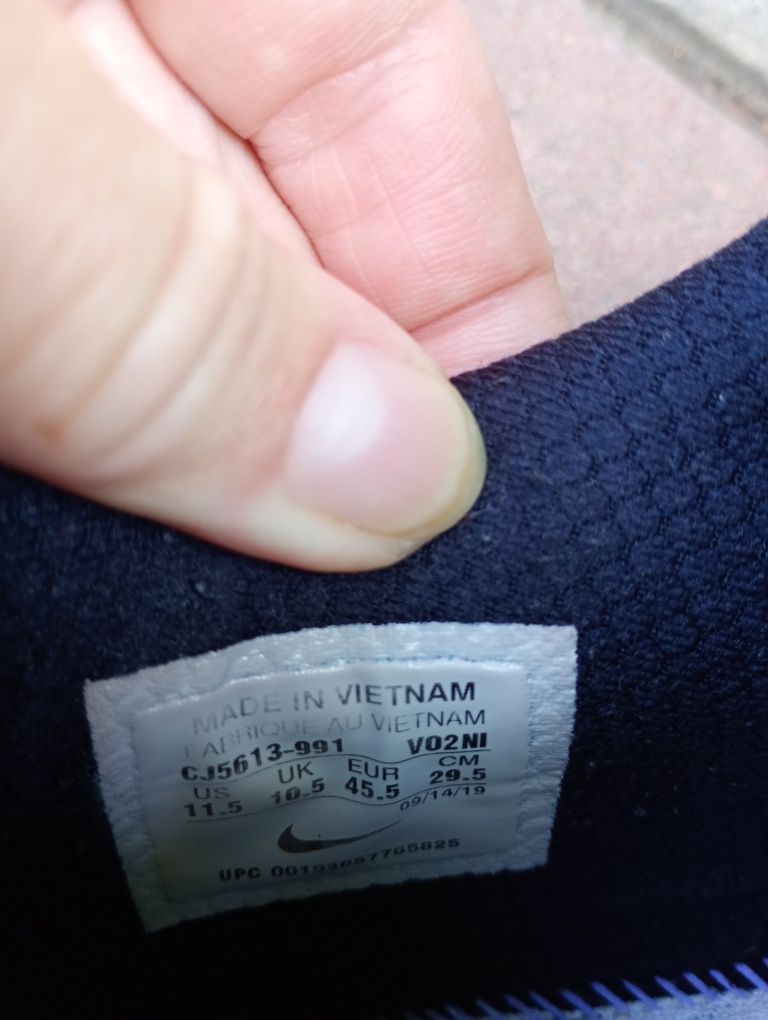 MADE IN VIETNAM
FABRIQUE AU VIETNAM
CJ5613-991 V02NI
US UK EUR CM
11.5 10.5 45.5 29.5
09/14/19
UPC